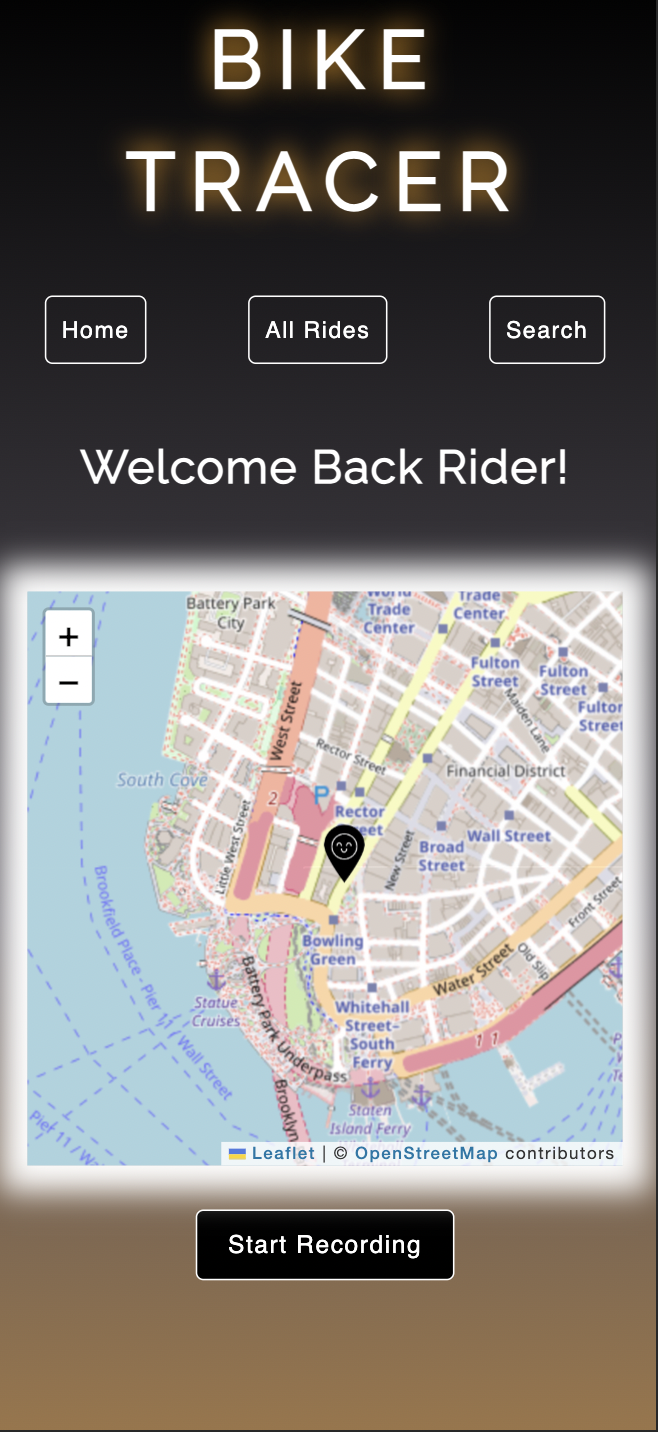 BIKE
TRACER
Home
All Rides
Search
Welcome Back Rider!
+
−
Battery Park
City
World
Trade
Center
Trade
Center
Fulton
Street
Fulton
Street
Fulton
Street
Maiden Lane
West Street
Rector Street
South Cove
Financial District
2
P
Rector
Street
Little West Street
New Street
Broad
Street
Wall Street
Front Street
Brookfield Place - Pier 11 / Wall Street
Bowling
Green
Water Street
Old Slip
Statue
Cruises
Battery Park Underpass
Whitehall
Street–
South
Ferry
1 1
Brooklyn
Staten
Island Ferry
Pier 11 / Wa
Leaflet | © OpenStreetMap contributors
Start Recording